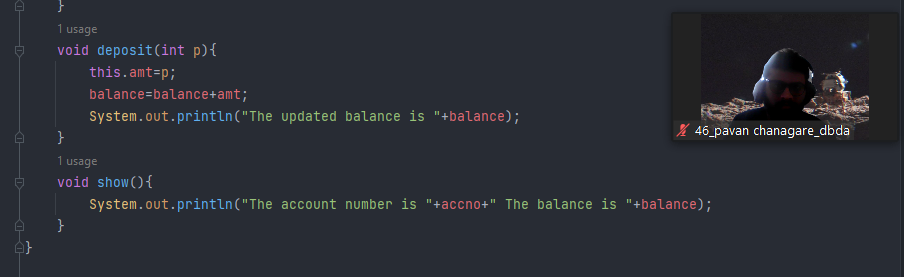 }
1 usage
void deposit(int p){
this.amt=p;
balance=balance+amt;
System.out.println("The updated balance is "+balance);
}
1 usage
void show(){
System.out.println("The account number is "+accno+" The balance is "+balance);
}
}
46_pavan chanagare_dbda